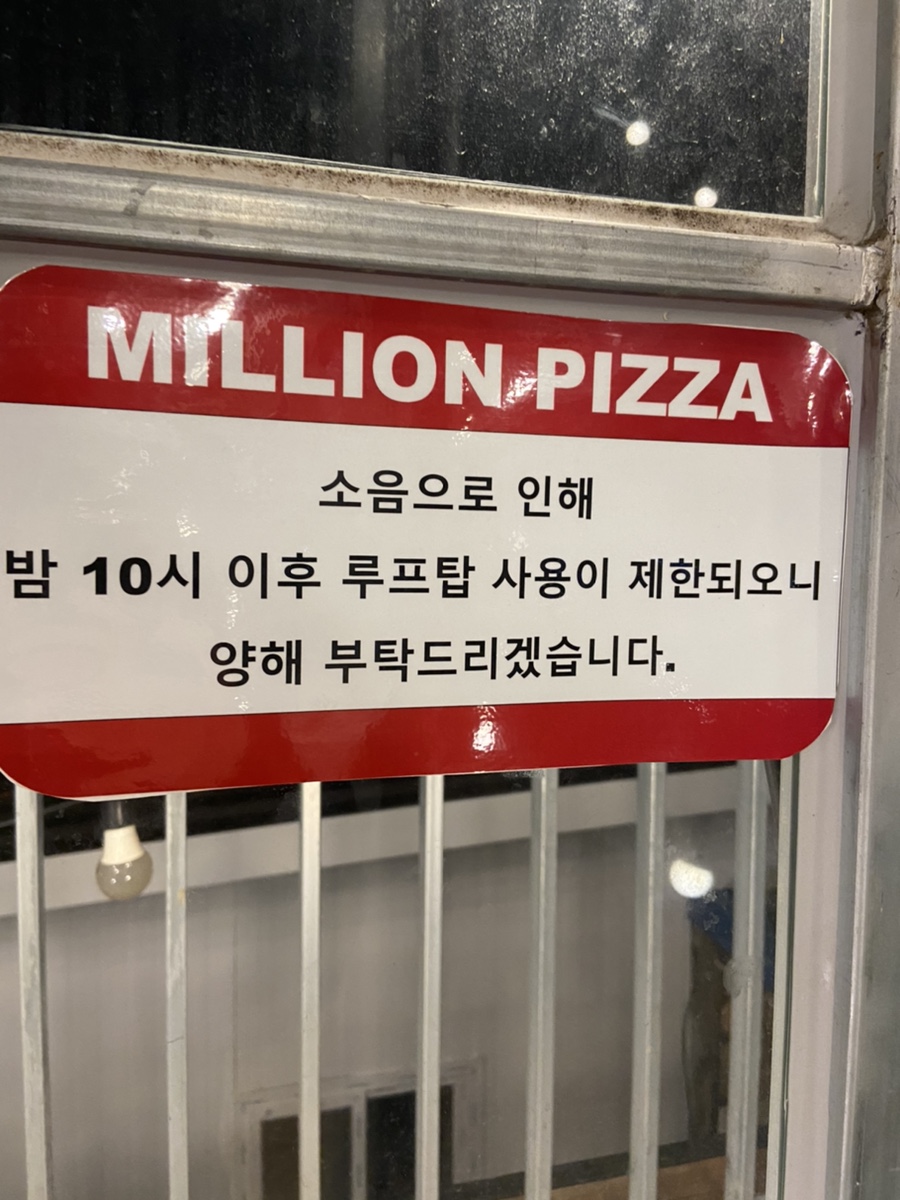 MILLION PIZZA
소음으로 인해
밤 10시 이후 루프탑 사용이 제한되오니
양해 부탁드리겠습니다.